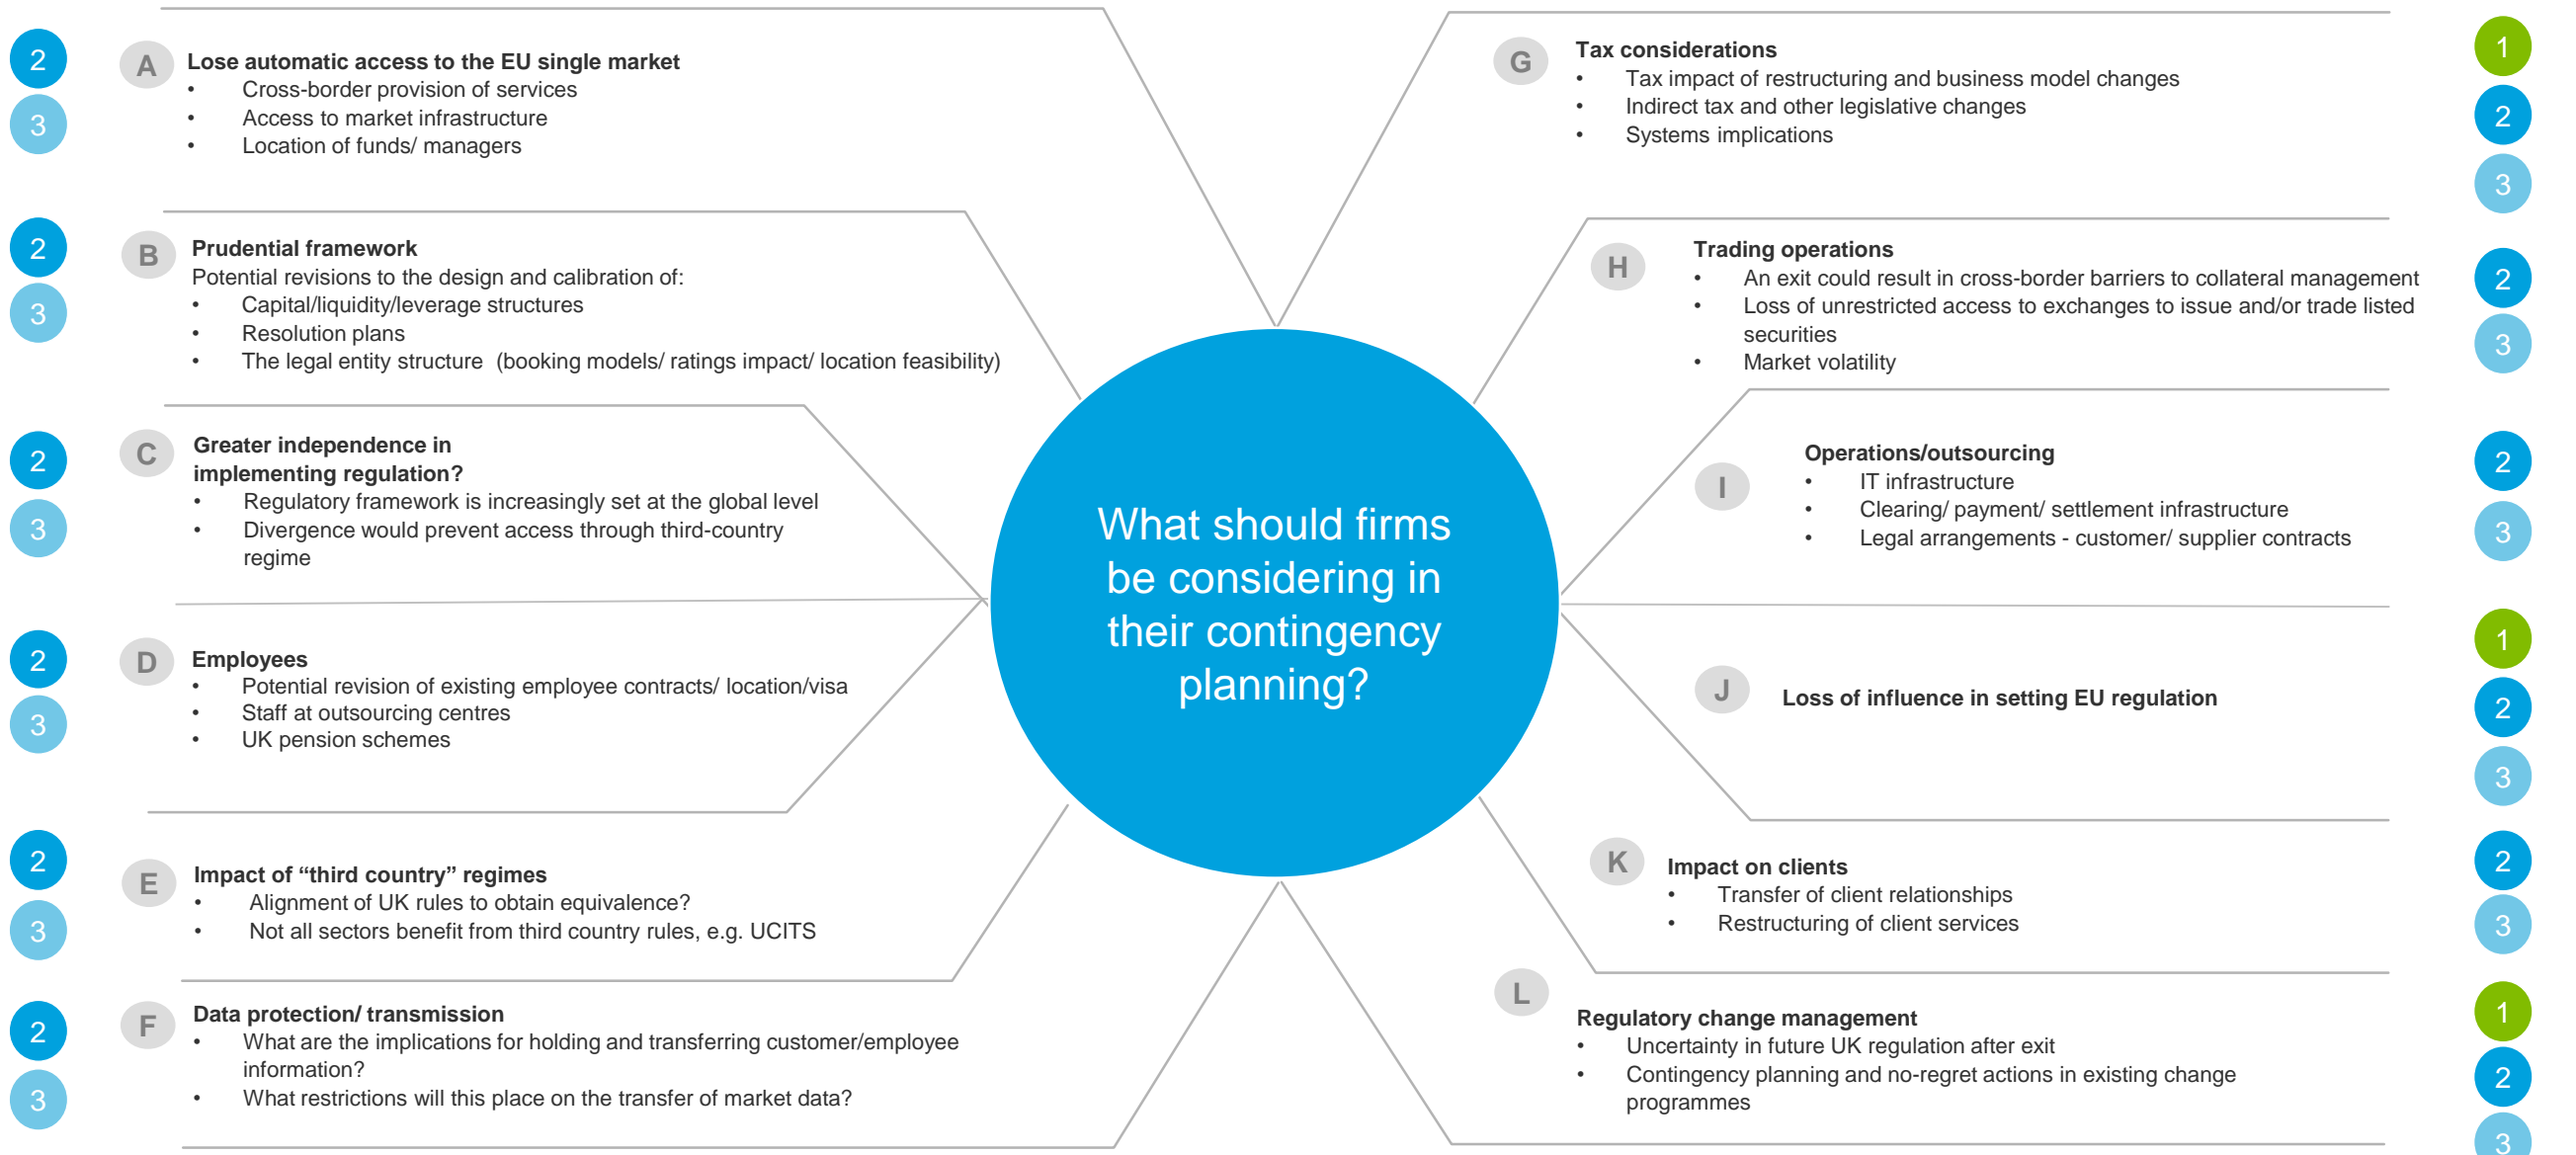 2
3
A
Lose automatic access to the EU single market
• Cross-border provision of services
• Access to market infrastructure
• Location of funds/ managers
2
3
B
Prudential framework
Potential revisions to the design and calibration of:
• Capital/liquidity/leverage structures
• Resolution plans
• The legal entity structure (booking models/ ratings impact/ location feasibility)
2
3
C
Greater independence in
implementing regulation?
• Regulatory framework is increasingly set at the global level
• Divergence would prevent access through third-country
regime
2
3
D
Employees
• Potential revision of existing employee contracts/ location/visa
• Staff at outsourcing centres
• UK pension schemes
2
3
E
Impact of “third country” regimes
• Alignment of UK rules to obtain equivalence?
• Not all sectors benefit from third country rules, e.g. UCITS
2
3
F
Data protection/ transmission
• What are the implications for holding and transferring customer/employee
information?
• What restrictions will this place on the transfer of market data?
What should firms
be considering in
their contingency
planning?
G
Tax considerations
• Tax impact of restructuring and business model changes
• Indirect tax and other legislative changes
• Systems implications
1
2
3
H
Trading operations
• An exit could result in cross-border barriers to collateral management
• Loss of unrestricted access to exchanges to issue and/or trade listed
securities
• Market volatility
2
3
I
Operations/outsourcing
• IT infrastructure
• Clearing/ payment/ settlement infrastructure
• Legal arrangements - customer/ supplier contracts
2
3
J
Loss of influence in setting EU regulation
1
2
3
K
Impact on clients
• Transfer of client relationships
• Restructuring of client services
2
3
L
Regulatory change management
• Uncertainty in future UK regulation after exit
• Contingency planning and no-regret actions in existing change
programmes
1
2
3